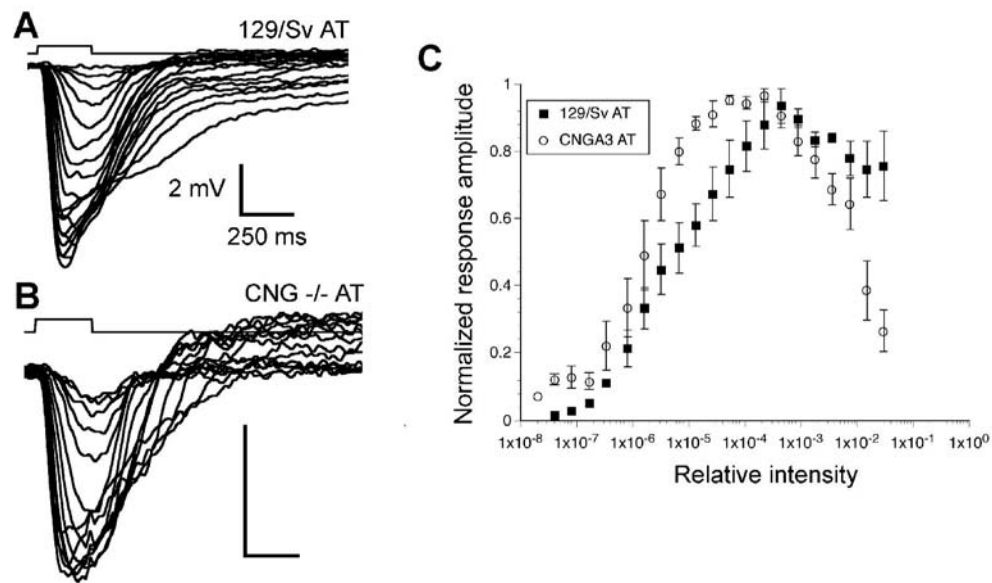 A
129/Sv AT
2 mV
250 ms
B
CNG -/- AT
C
Normalized response amplitude
1
0.8
0.6
0.4
0.2
0
129/Sv AT
CNGA3 AT
1x10-8 1x10-7 1x10-6 1x10-5 1x10-4 1x10-3 1x10-2 1x10-1 1x100
Relative intensity